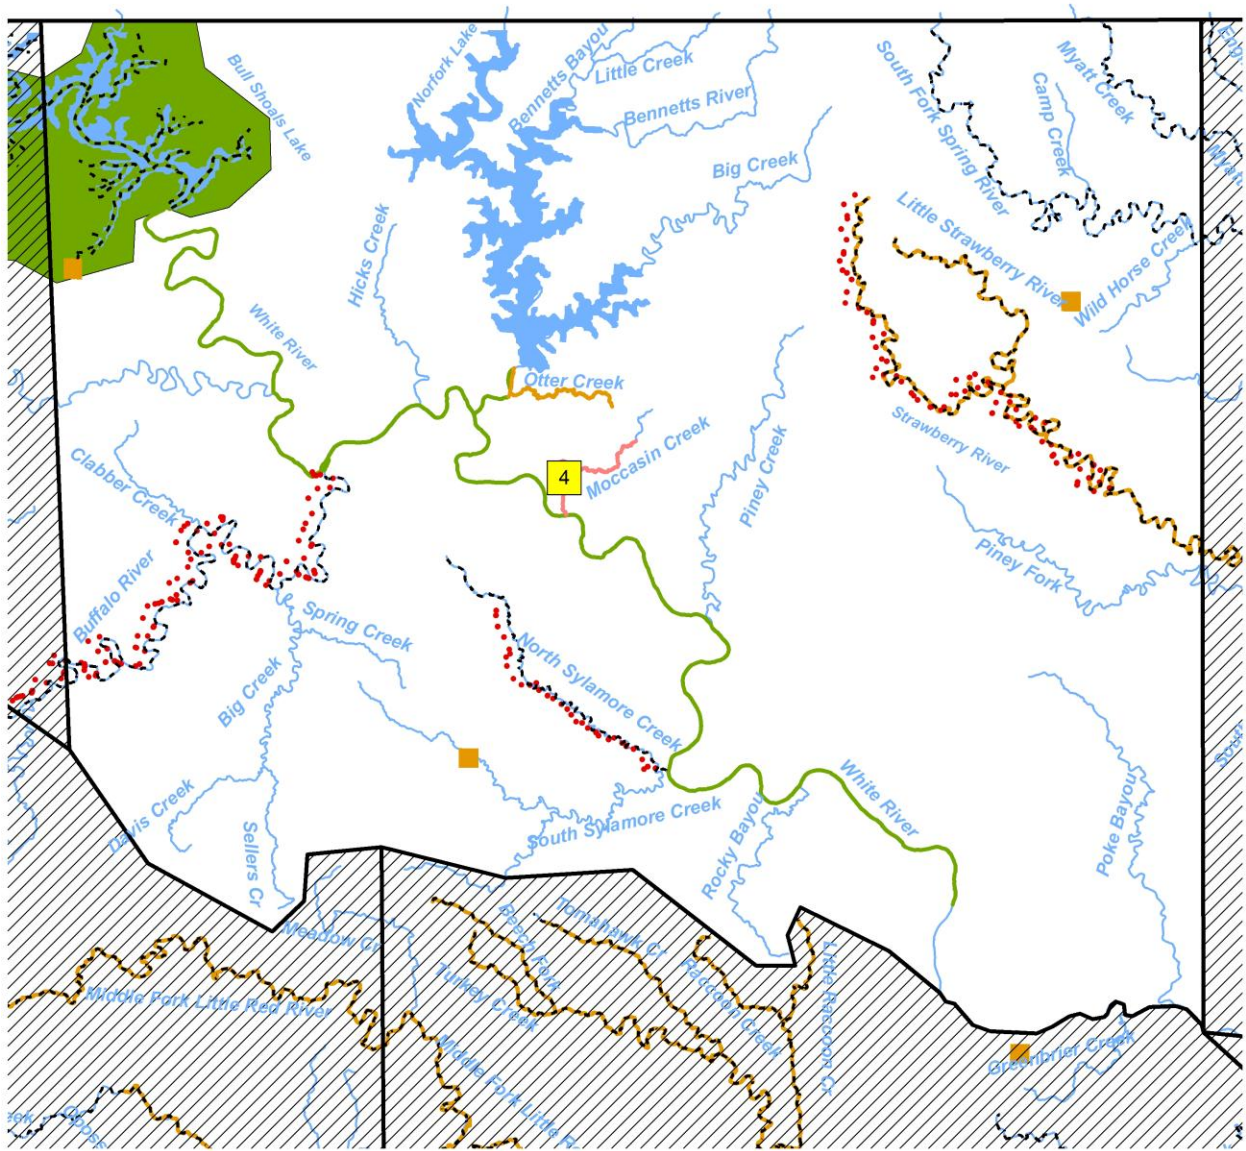 Bull Shoals Lake
Norfork Lake
Bennetts Bayou
Little Creek
Bennetts River
Big Creek
South Fork Spring River
Myatt Creek
Camp Creek
Little Strawberry River
Wild Horse Creek
Hicks Creek
White River
Otter Creek
Moccasin Creek
4
Piney Creek
Strawberry River
Piney Fork
Clabber Creek
Buffalo River
Spring Creek
Big Creek
North Sylamore Creek
South Sylamore Creek
White River
Rocky Bayou
Poke Bayou
Davis Creek
Sellers Cr
Meadow Cr
Middle Fork Little Red River
Beech Fork
Tomahawk Cr
Turkey Creek
Raccoon Creek
Little Raccoon Cr
Middle Fork Little R
Greenbrier Creek